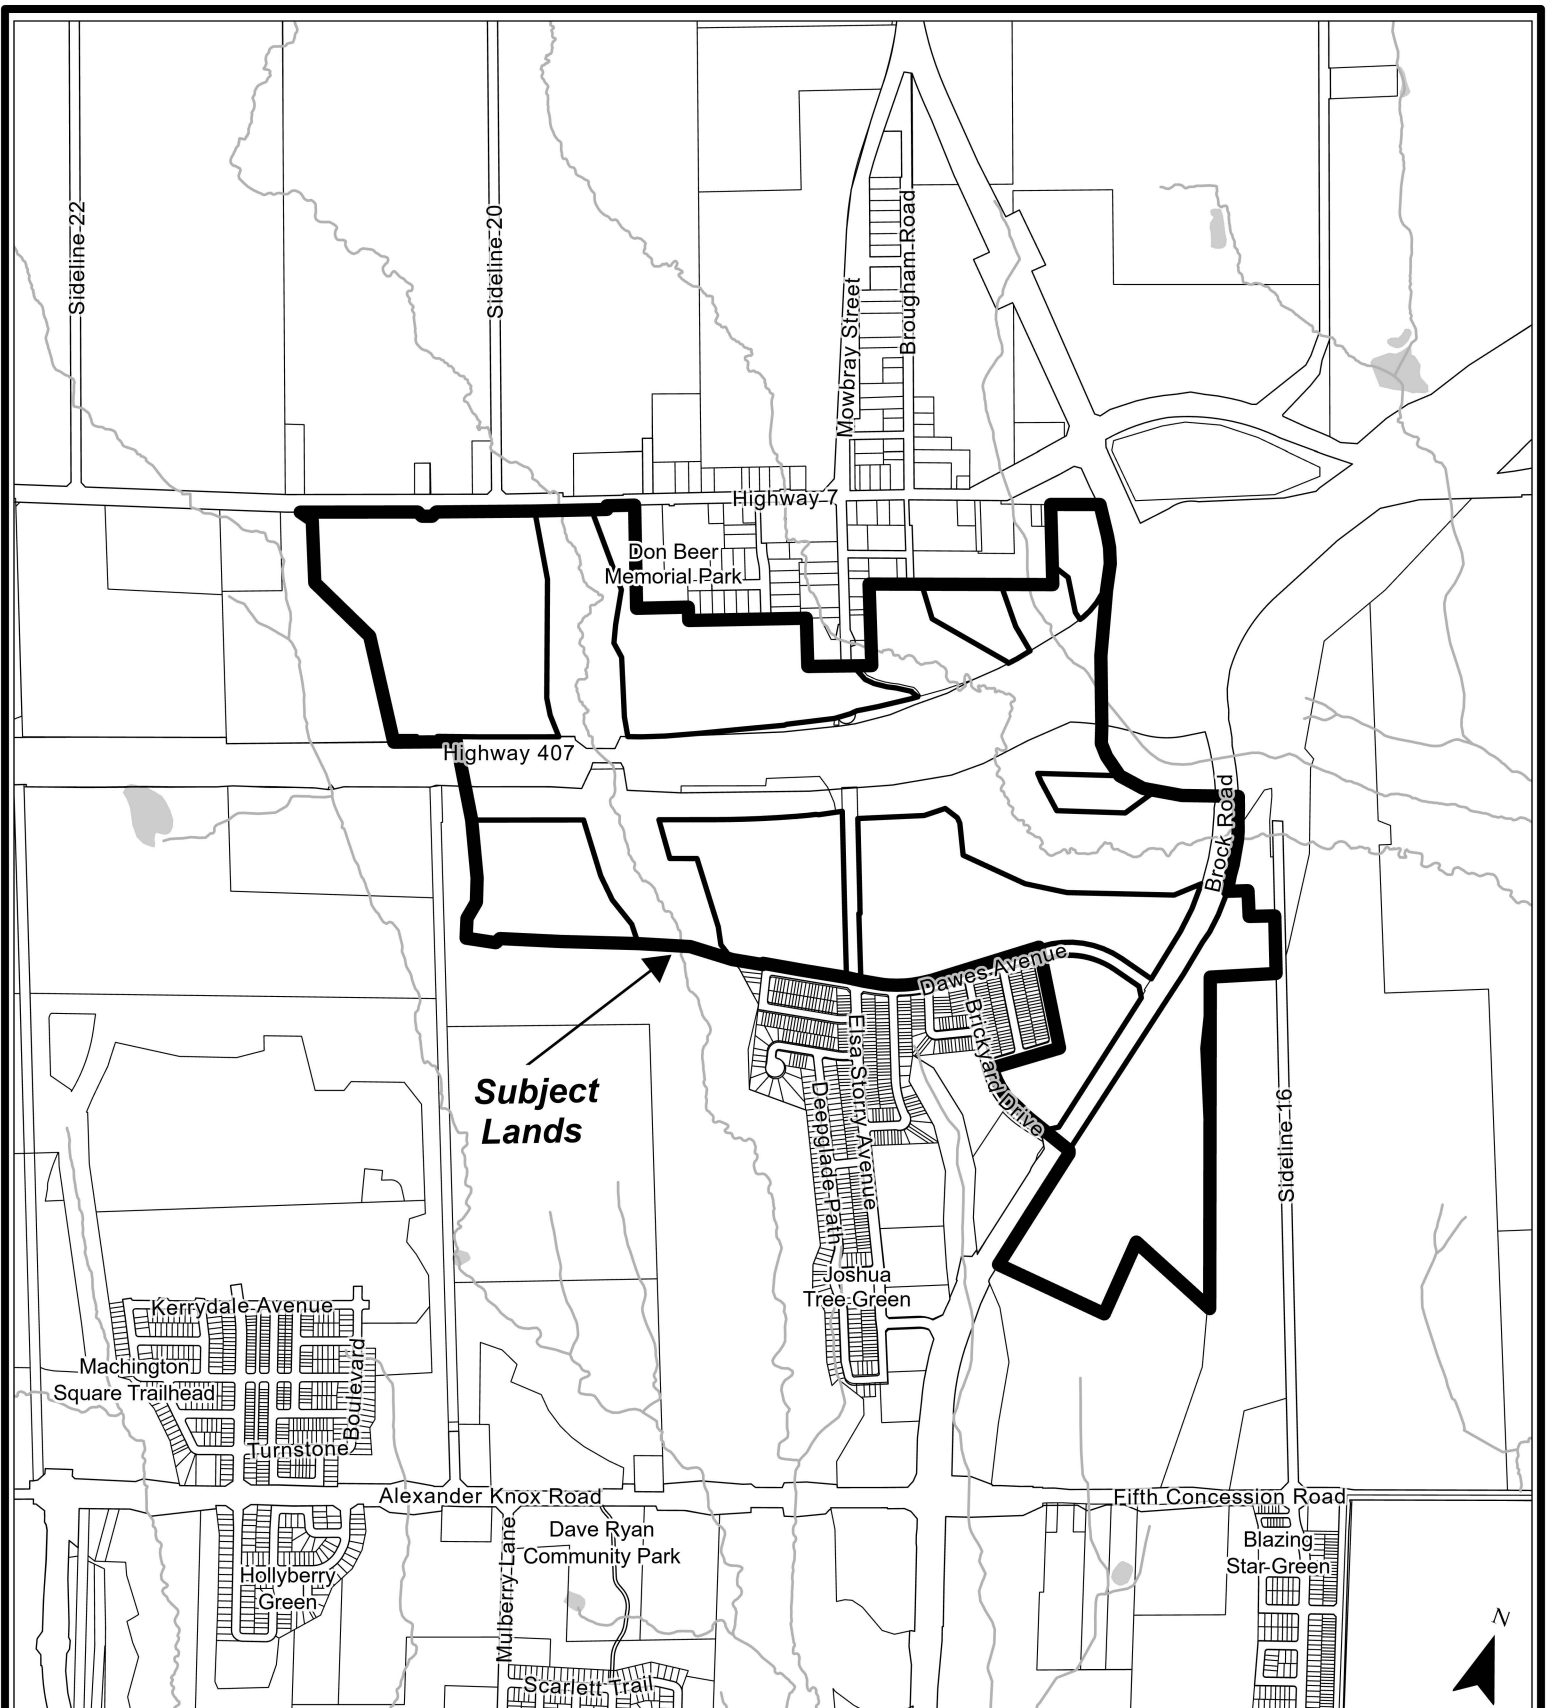 Sideline 22
Sideline 20
Mowbray Street
Brougham Road
Highway 7
Don Beer
Memorial Park
Highway 407
Brock Road
Dawes Avenue
Brickyard Drive
Elsa Storry Avenue
Deepglade Path
Subject
Lands
Sideline 16
Joshua
Tree Green
Kerrydale Avenue
Machington
Square Trailhead
Boulevard
Turnstone
Alexander Knox Road
Fifth Concession Road
Dave Ryan
Community Park
Mulberry Lane
Hollyberry
Green
Blazing
Star Green
Scarlett Trail
N